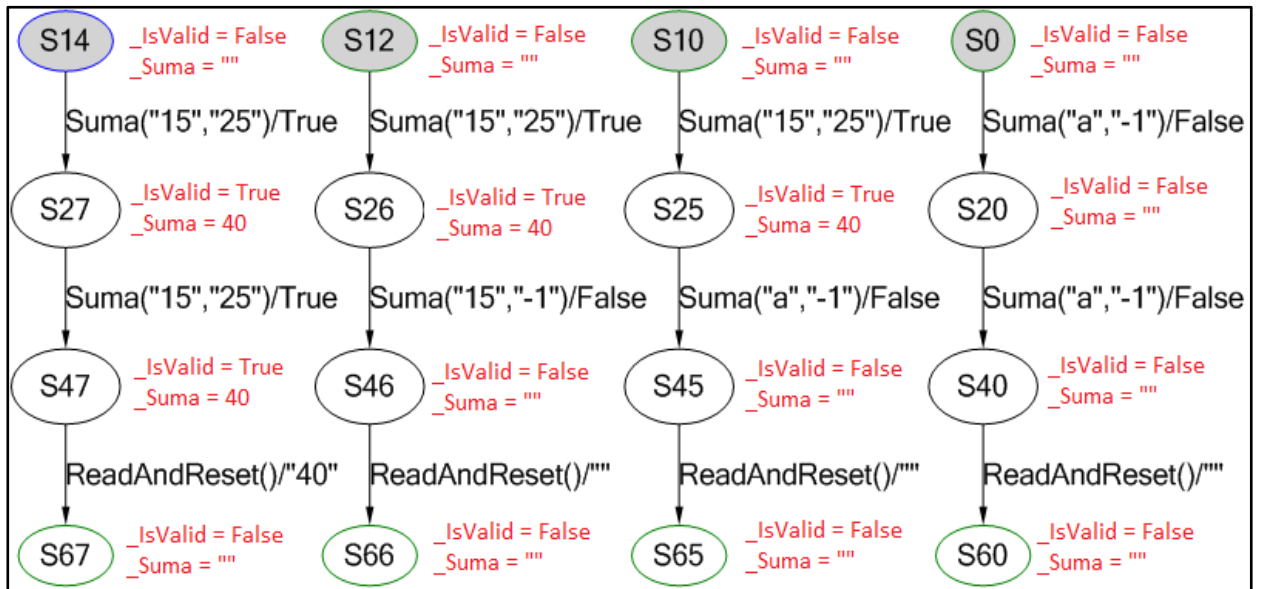 S14
_IsValid = False
_Suma = ""
S12
_IsValid = False
_Suma = ""
S10
_IsValid = False
_Suma = ""
S0
_IsValid = False
_Suma = ""
Suma("15","25")/True
Suma("15","25")/True
Suma("15","25")/True
Suma("a","-1")/False
S27
_IsValid = True
_Suma = 40
S26
_IsValid = True
_Suma = 40
S25
_IsValid = True
_Suma = 40
S20
_IsValid = False
_Suma = ""
Suma("15","25")/True
Suma("15","-1")/False
Suma("a","-1")/False
Suma("a","-1")/False
S47
_IsValid = True
_Suma = 40
S46
_IsValid = False
_Suma = ""
S45
_IsValid = False
_Suma = ""
S40
_IsValid = False
_Suma = ""
ReadAndReset()/"40"
ReadAndReset()/""
ReadAndReset()/""
ReadAndReset()/""
S67
_IsValid = False
_Suma = ""
S66
_IsValid = False
_Suma = ""
S65
_IsValid = False
_Suma = ""
S60
_IsValid = False
_Suma = ""